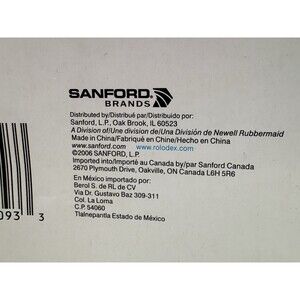 SANFORD.
BRANDS
Distributed by/Distribué par/Distribuido por:
Sanford, L.P., Oak Brook, IL 60523
A Division of/Une division de/Una División de Newell Rubbermaid
Made in China/Fabriqué en Chine/Hecho en China
www.sanford.com www.rolodex.com
©2006 SANFORD, L.P.
Imported into/Importé au Canada by/par Sanford Canada
2670 Plymouth Drive, Oakville, ON Canada L6H 5R6
En México importado por:
Berol S. de RL de CV
Vía Dr. Gustavo Baz 309-311
Col. La Loma
C.P. 54060
Tlalnepantla Estado de México
093 3